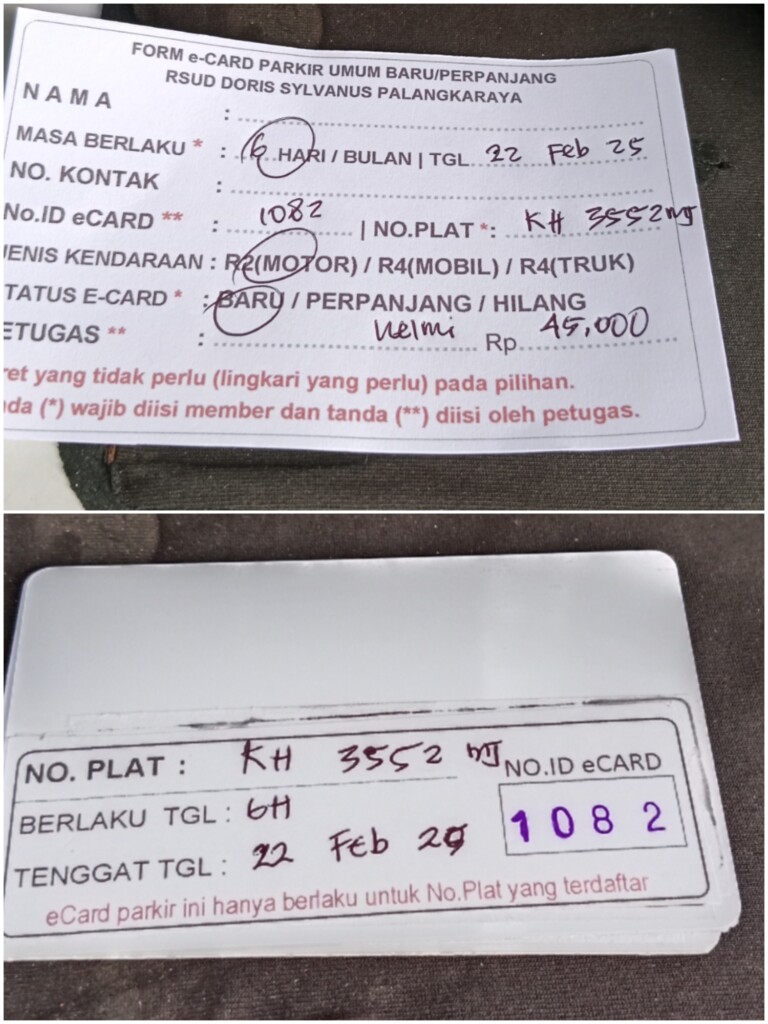 FORM e-CARD PARKIR UMUM BARU/PERPANJANG
RSUD DORIS SYLVANUS PALANGKARAYA
NAMA :
MASA BERLAKU * : 6 HARI / BULAN | TGL 22 Feb 25
NO. KONTAK :
No.ID eCARD ** : 1082 | NO.PLAT *: KH 3552
JENIS KENDARAAN : R2(MOTOR) / R4(MOBIL) / R4(TRUK)
TATUS E-CARD * : BARU / PERPANJANG / HILANG
ETUGAS ** : Helmi Rp 45,000
ret yang tidak perlu (lingkari yang perlu) pada pilihan.
da (*) wajib diisi member dan tanda (**) diisi oleh petugas.
NO. PLAT : KH 3552
NO.ID eCARD
BERLAKU TGL : 6H
1082
TENGGAT TGL : 22 Feb 25
eCard parkir ini hanya berlaku untuk No.Plat yang terdaftar